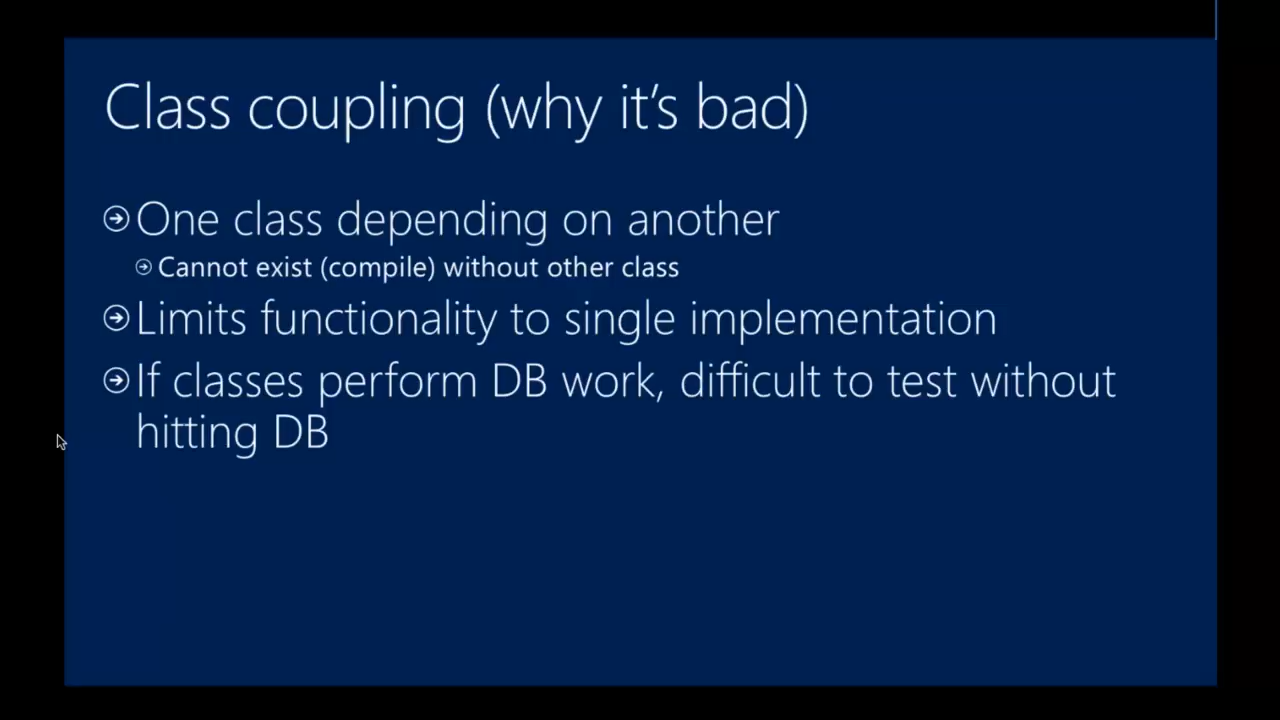 Class coupling (why it's bad)
One class depending on another
Cannot exist (compile) without other class
Limits functionality to single implementation
If classes perform DB work, difficult to test without
hitting DB